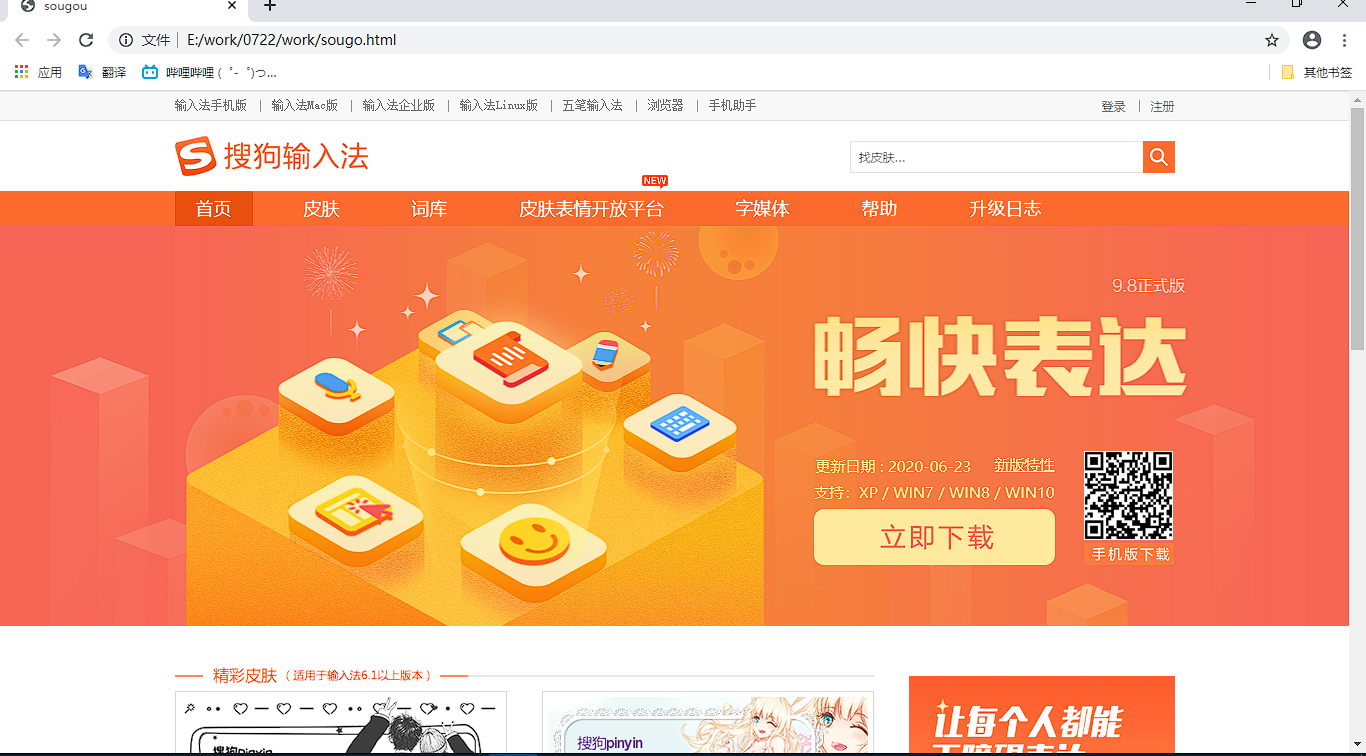 sougou
文件 E:/work/0722/work/sougo.html
应用 翻译 哔哩哔哩 ( ゜- ゜)つ... 其他书签
输入法手机版 | 输入法Mac版 | 输入法企业版 | 输入法Linux版 | 五笔输入法 | 浏览器 | 手机助手 登录 | 注册
搜狗输入法 找皮肤...
NEW
首页 皮肤 词库 皮肤表情开放平台 字媒体 帮助 升级日志
9.8正式版
畅快表达
更新日期 : 2020-06-23 新版特性
支持：XP / WIN7 / WIN8 / WIN10
立即下载
手机版下载
精彩皮肤 （ 适用于输入法6.1以上版本 ）
让每个人都能
搜狗pinyin
搜狗pinyin